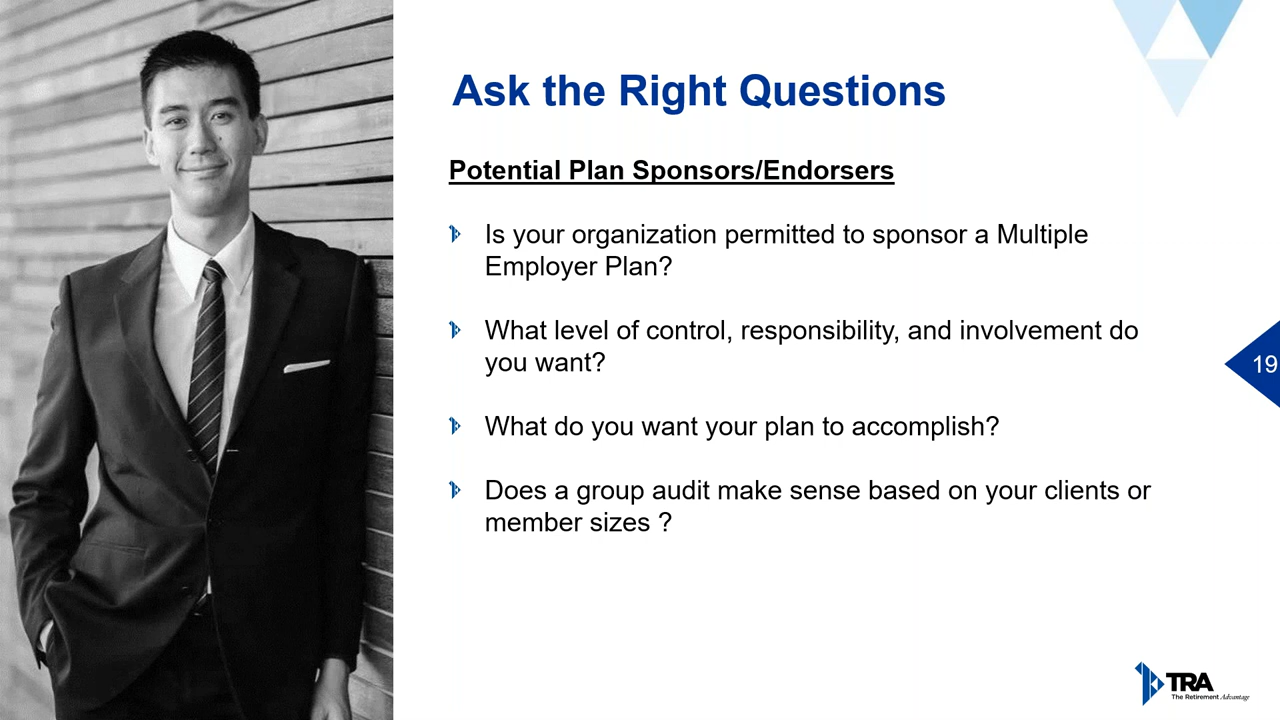 Ask the Right Questions
Potential Plan Sponsors/Endorsers
Is your organization permitted to sponsor a Multiple
Employer Plan?
What level of control, responsibility, and involvement do
you want?
What do you want your plan to accomplish?
Does a group audit make sense based on your clients or
member sizes ?
19
TRA
The Retirement Advantage